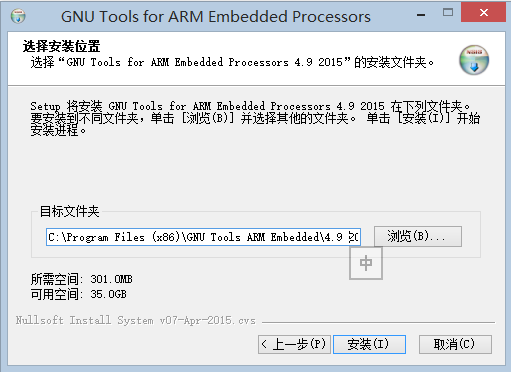 GNU Tools for ARM Embedded Processors
选择安装位置
选择“GNU Tools for ARM Embedded Processors 4.9 2015”的安装文件夹。
Setup 将安装 GNU Tools for ARM Embedded Processors 4.9 2015 在下列文件夹。
要安装到不同文件夹，单击 [浏览(B)] 并选择其他的文件夹。 单击 [安装(I)] 开始
安装进程。
目标文件夹
C:\Program Files (x86)\GNU Tools ARM Embedded\4.9 20
浏览(B)...
中
所需空间: 301.0MB
可用空间: 35.0GB
Nullsoft Install System v07-Apr-2015.cvs
< 上一步(P)
安装(I)
取消(C)